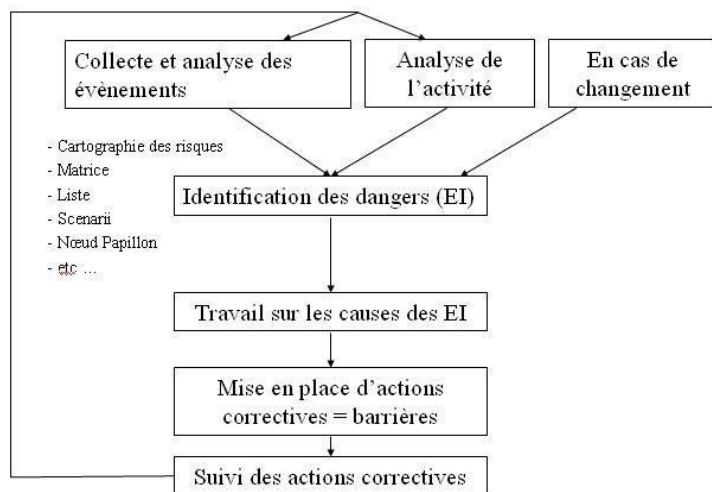 Collecte et analyse des
évènements
Analyse de
l’activité
En cas de
changement
- Cartographie des risques
- Matrice
- Liste
- Scenarii
- Nœud Papillon
- etc ...
Identification des dangers (EI)
Travail sur les causes des EI
Mise en place d’actions
correctives = barrières
Suivi des actions correctives